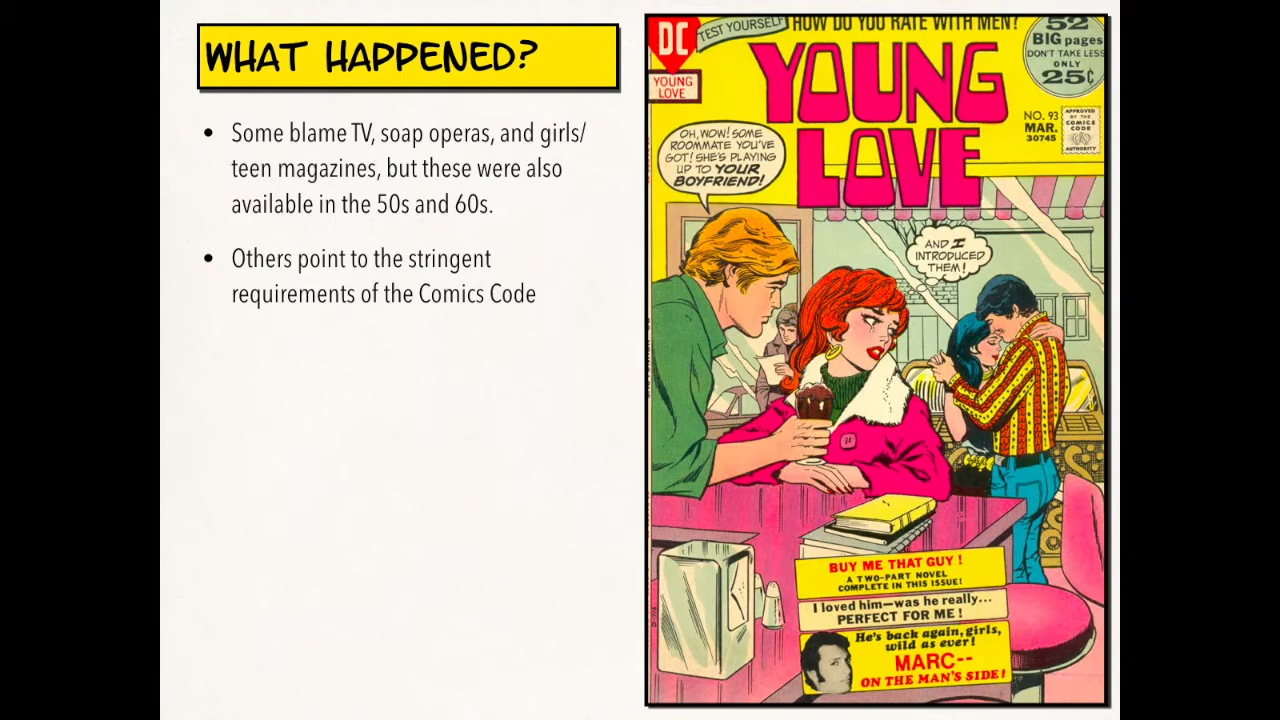 WHAT HAPPENED?
• Some blame TV, soap operas, and girls/
teen magazines, but these were also
available in the 50s and 60s.
• Others point to the stringent
requirements of the Comics Code
DC
YOUNG
LOVE
TEST YOURSELF
HOW DO YOU RATE WITH MEN?
YOUNG
LOVE
52
BIG pages
DON'T TAKE LESS
ONLY
25¢
NO. 93
MAR.
30745
APPROVED
BY THE
COMICS
CODE
AUTHORITY
OH, WOW! SOME
ROOMMATE YOU'VE
GOT! SHE'S PLAYING
UP TO YOUR
BOYFRIEND!
AND I
INTRODUCED
THEM!
BUY ME THAT GUY!
A TWO-PART NOVEL
COMPLETE IN THIS ISSUE!
I loved him—was he really...
PERFECT FOR ME!
He's back again, girls,
wild as ever!
MARC--
ON THE MAN'S SIDE!